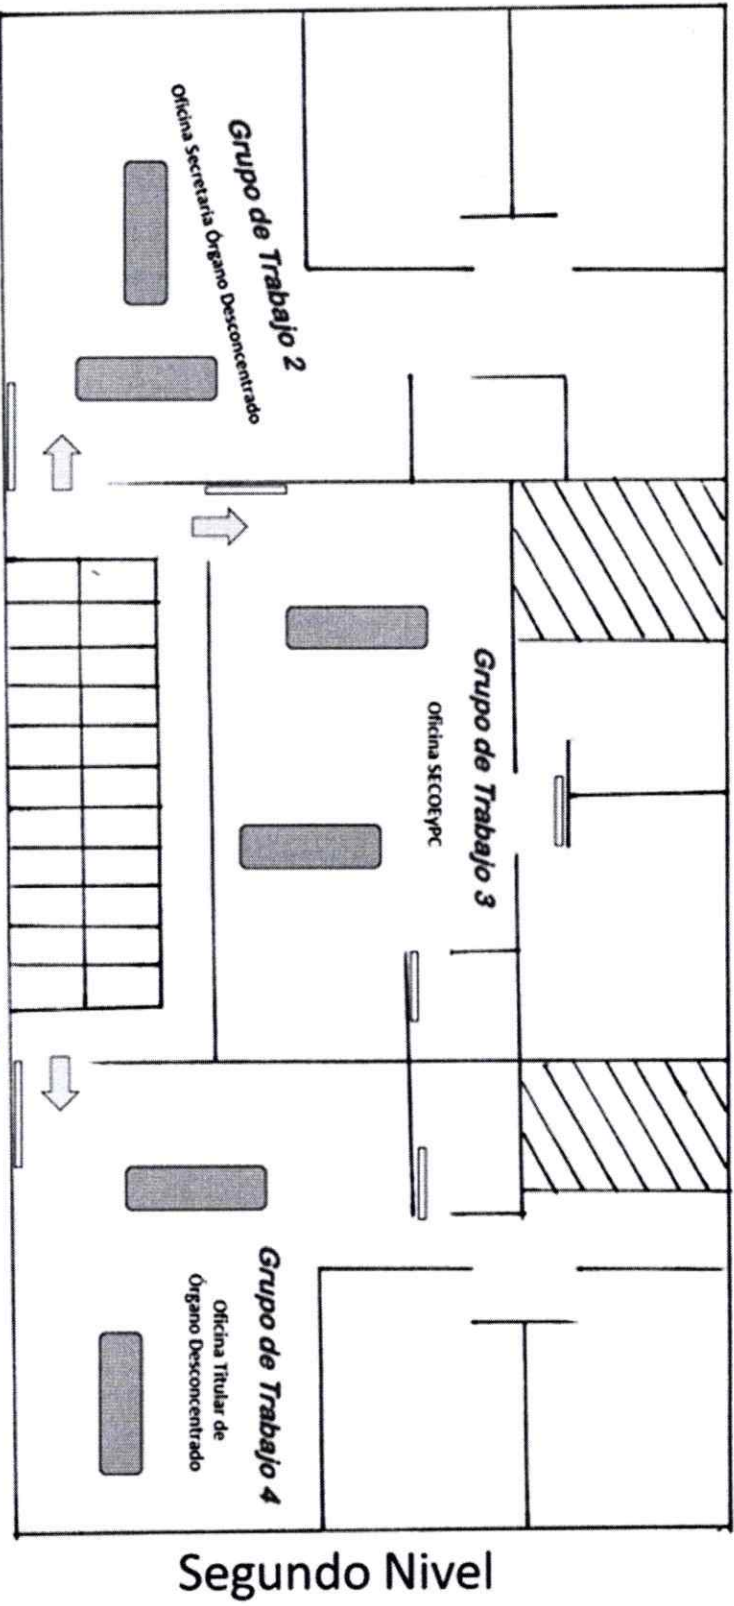 Grupo de Trabajo 2
Oficina Secretaria Órgano Desconcentrado
Grupo de Trabajo 3
Oficina SECOEyPC
Grupo de Trabajo 4
Oficina Titular de
Órgano Desconcentrado
Segundo Nivel